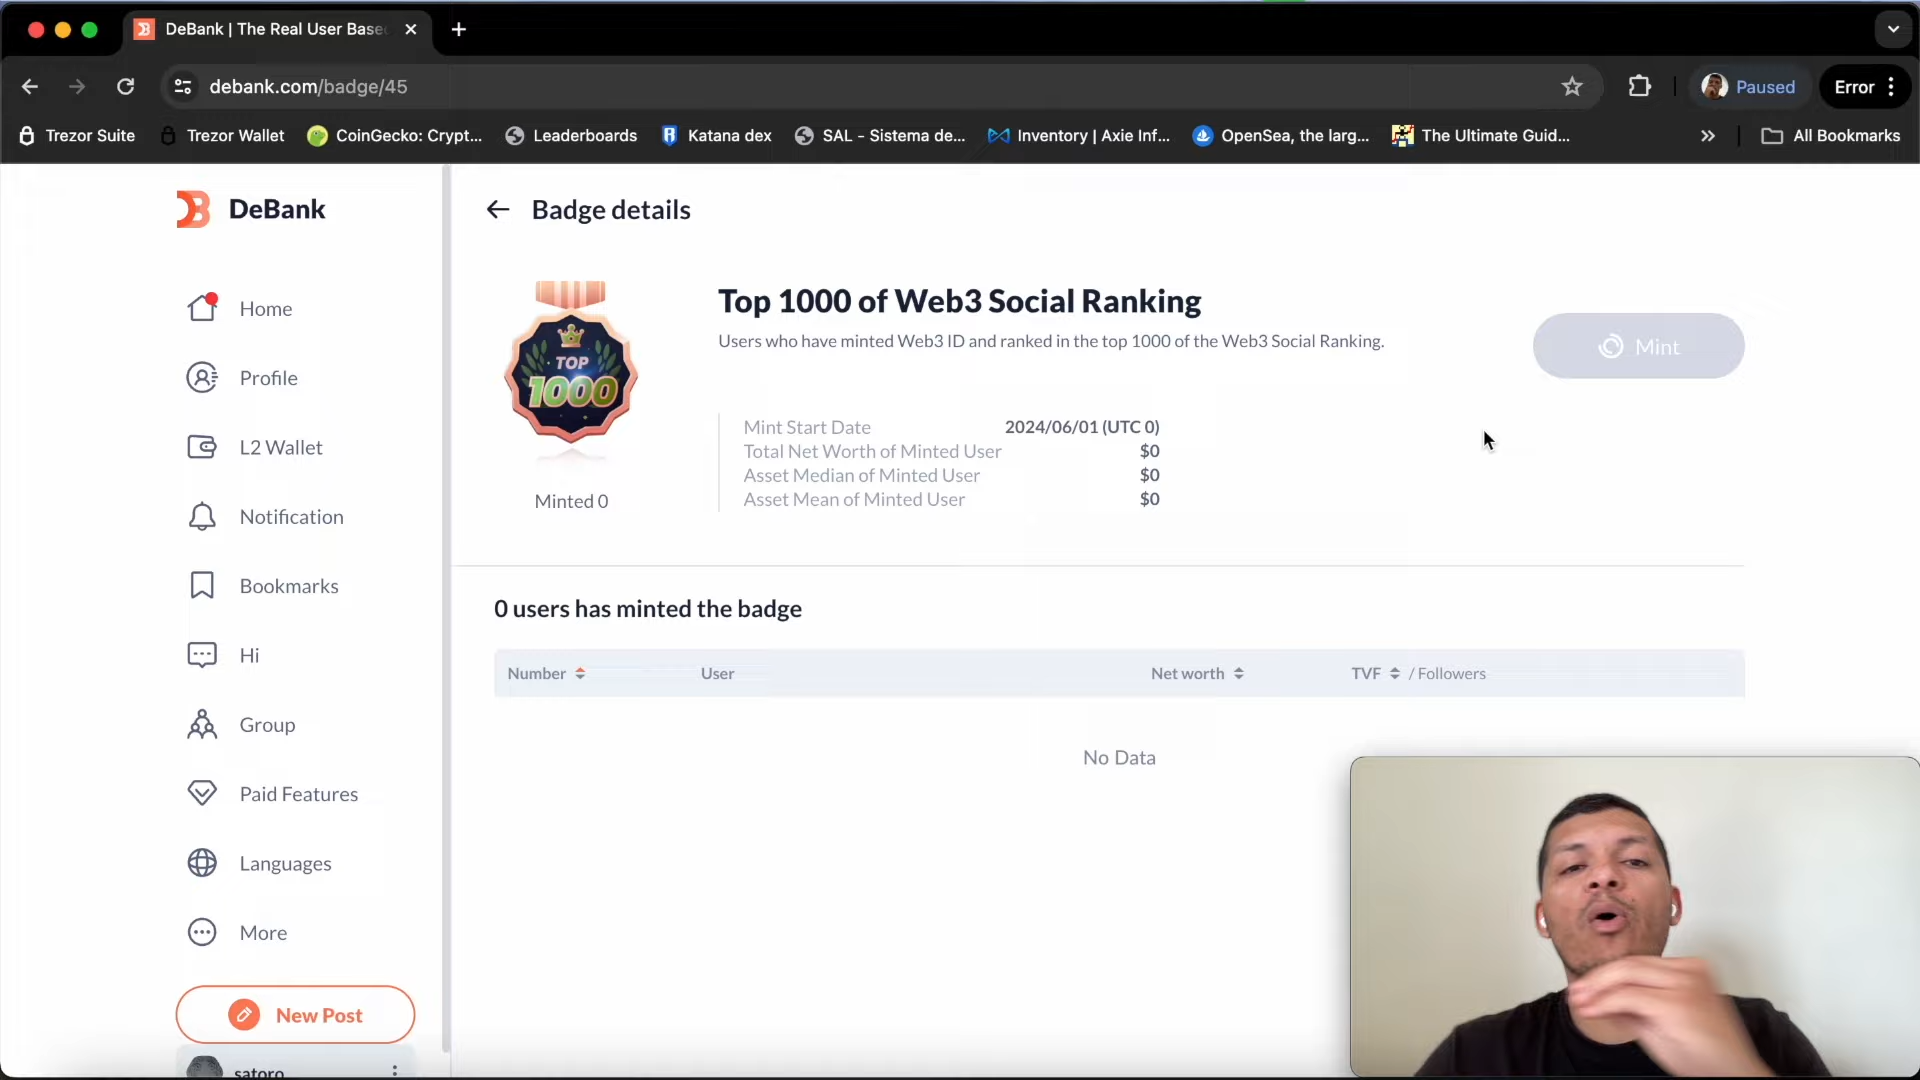 DeBank | The Real User Base
debank.com/badge/45
Paused
Error
Trezor Suite
Trezor Wallet
CoinGecko: Crypt...
Leaderboards
Katana dex
SAL - Sistema de...
Inventory | Axie Inf...
OpenSea, the larg...
The Ultimate Guid...
All Bookmarks
DeBank
Home
Profile
L2 Wallet
Notification
Bookmarks
Hi
Group
Paid Features
Languages
More
New Post
satoro
Badge details
TOP
1000
Minted 0
Top 1000 of Web3 Social Ranking
Users who have minted Web3 ID and ranked in the top 1000 of the Web3 Social Ranking.
Mint
Mint Start Date 2024/06/01 (UTC 0)
Total Net Worth of Minted User $0
Asset Median of Minted User $0
Asset Mean of Minted User $0
0 users has minted the badge
Number User Net worth TVF / Followers
No Data